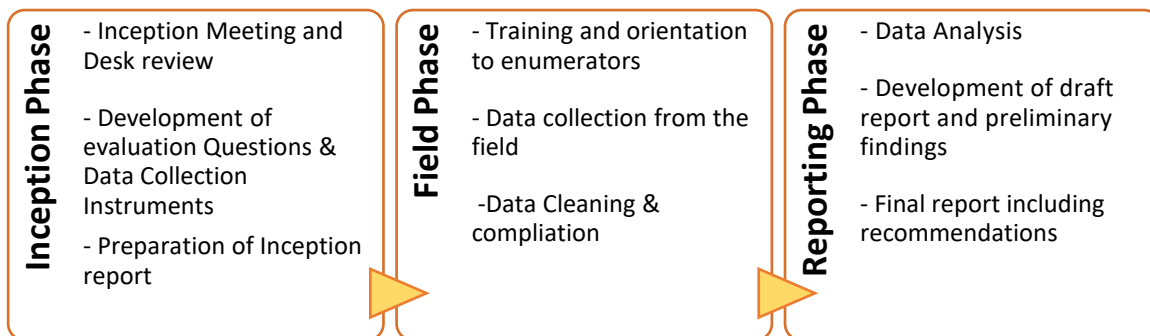 Inception Phase
- Inception Meeting and
Desk review
- Development of
evaluation Questions &
Data Collection
Instruments
- Preparation of Inception
report
Field Phase
- Training and orientation
to enumerators
- Data collection from the
field
-Data Cleaning &
compliation
Reporting Phase
- Data Analysis
- Development of draft
report and preliminary
findings
- Final report including
recommendations